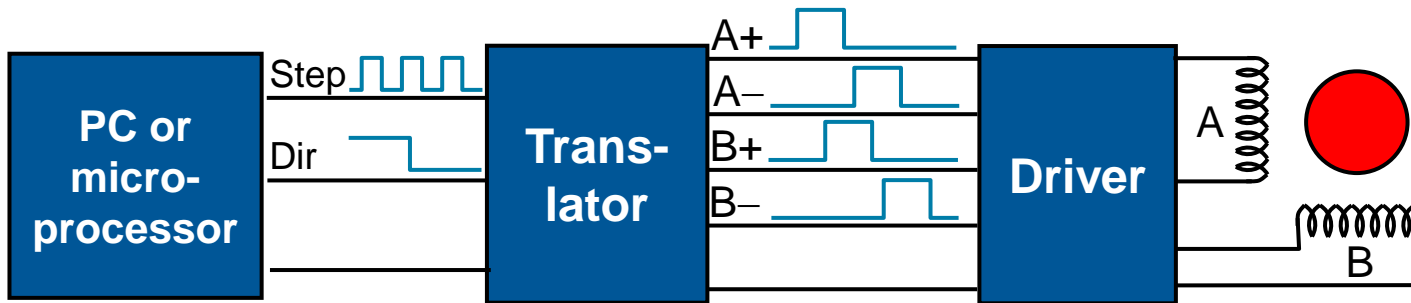 PC or
micro-
processor
Step
Dir
Trans-
lator
A+
A−
B+
B−
Driver
A
B